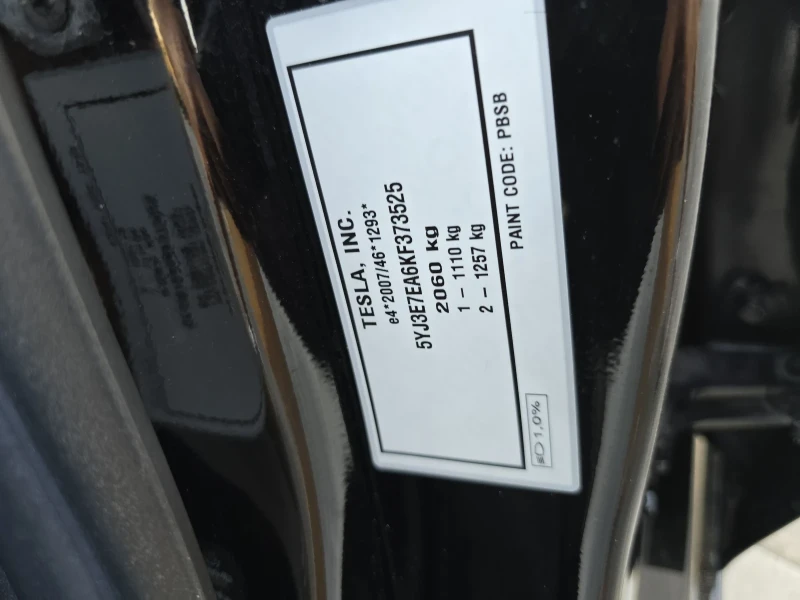 TESLA, INC.
e4*2007/46*1293*
5YJ3E7EA6KF373525
2060 kg
1 – 1110 kg
2 – 1257 kg
PAINT CODE: PBSB
1,0%